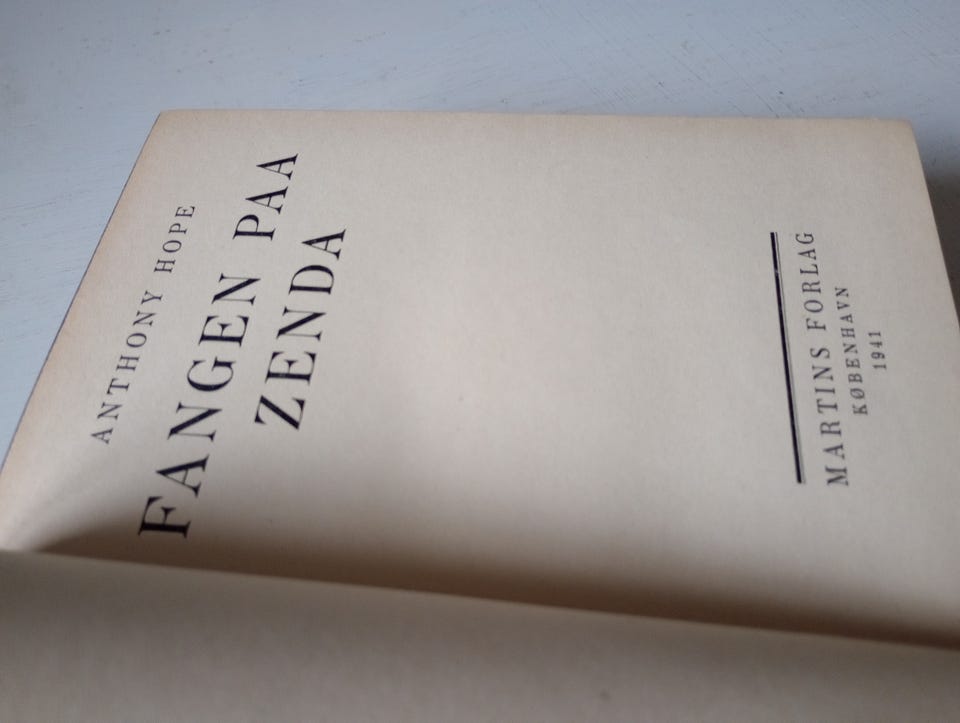 ANTHONY HOPE
FANGEN PAA
ZENDA
MARTINS FORLAG
KØBENHAVN
1941